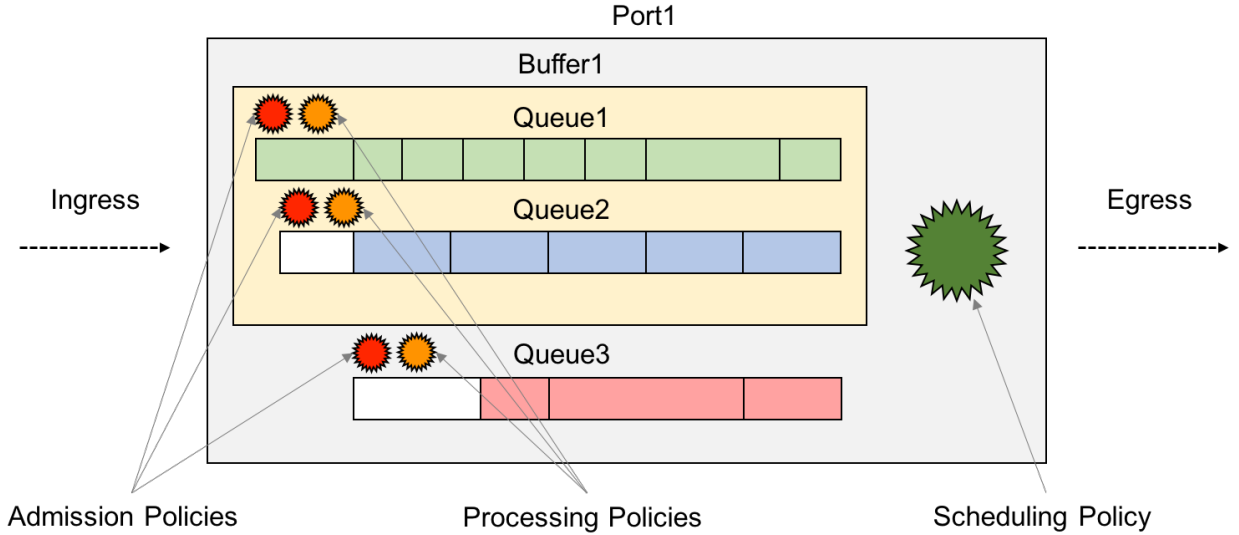 Port1
Buffer1
Queue1
Ingress
Queue2
Egress
Queue3
Admission Policies
Processing Policies
Scheduling Policy